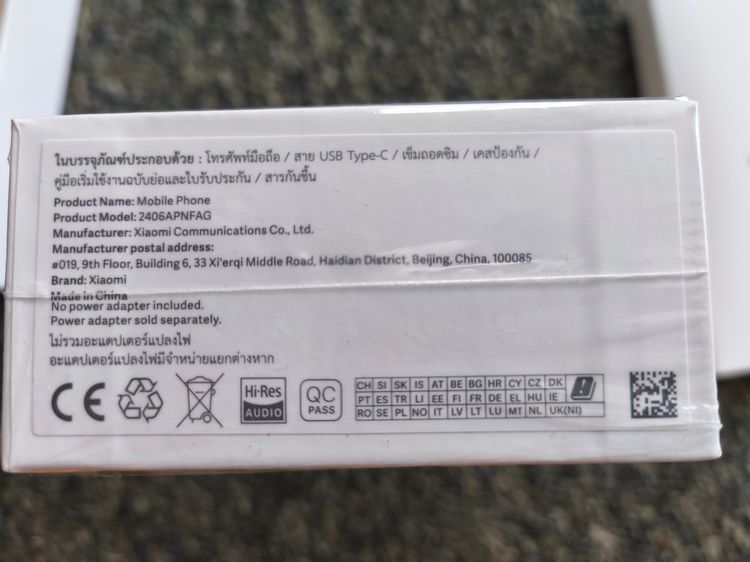 ในบรรจุภัณฑ์ประกอบด้วย : โทรศัพท์มือถือ / สาย USB Type-C / เข็มถอดซิม / เคสป้องกัน /
คู่มือเริ่มใช้งานฉบับย่อและใบรับประกัน / สารกันชื้น
Product Name: Mobile Phone
Product Model: 2406APNFAG
Manufacturer: Xiaomi Communications Co., Ltd.
Manufacturer postal address:
#019, 9th Floor, Building 6, 33 Xi'erqi Middle Road, Haidian District, Beijing, China, 100085
Brand: Xiaomi
Made in China
No power adapter included.
Power adapter sold separately.
ไม่รวมอะแดปเตอร์แปลงไฟ
อะแดปเตอร์แปลงไฟมีจำหน่ายแยกต่างหาก
CE
Hi-Res
AUDIO
QC
PASS
CH SI SK IS AT BE BG HR CY CZ DK
PT ES TR LI EE FI FR DE EL HU IE
RO SE PL NO IT LV LT LU MT NL UK(NI)